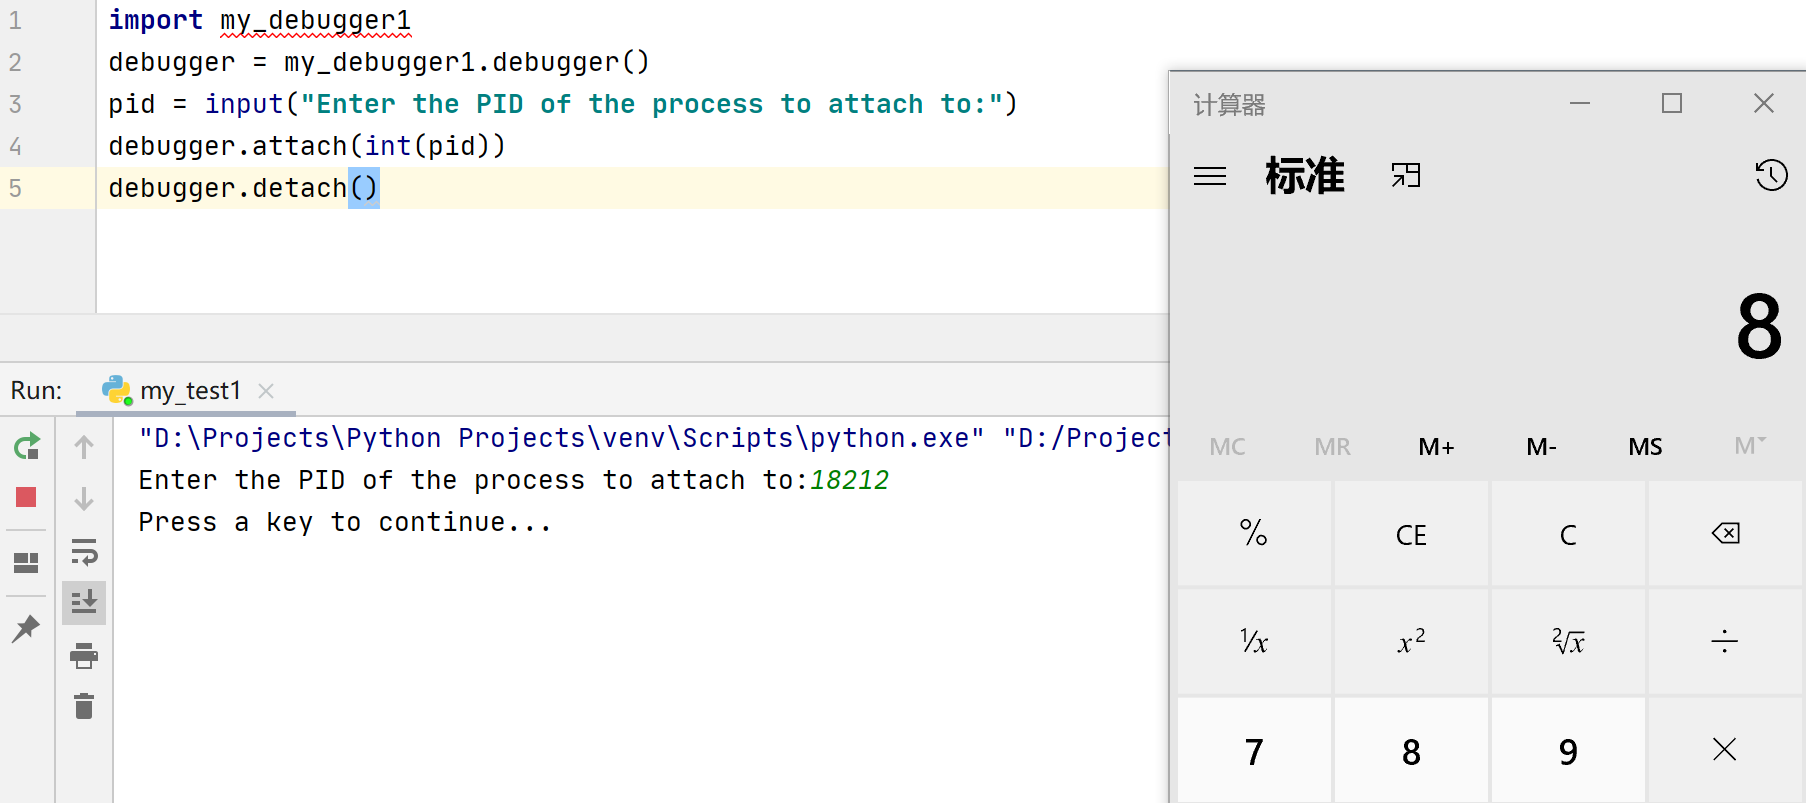 1 import my_debugger1
2 debugger = my_debugger1.debugger()
3 pid = input("Enter the PID of the process to attach to:")
4 debugger.attach(int(pid))
5 debugger.detach()
Run: my_test1
"D:\Projects\Python Projects\venv\Scripts\python.exe" "D:/Project
Enter the PID of the process to attach to:18212
Press a key to continue...
计算器
标准
8
MC MR M+ M- MS M˅
% CE C
¹/x x² ²√x ÷
7 8 9 ×